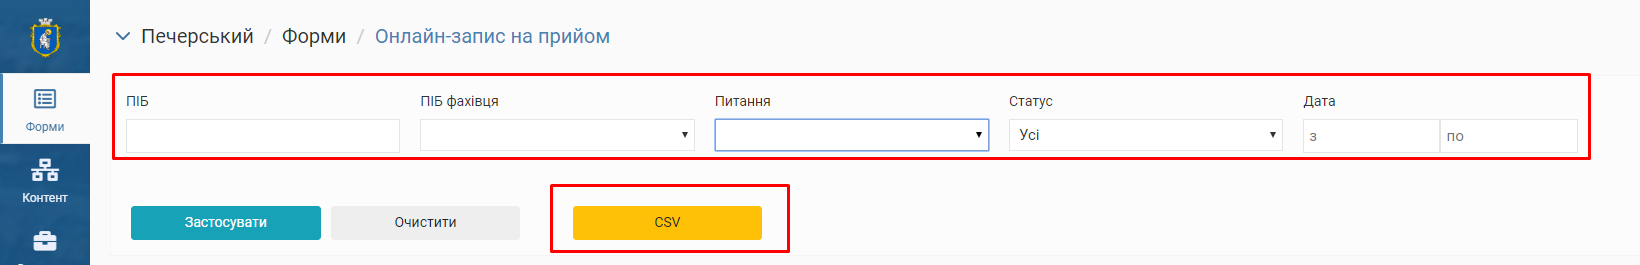 Печерський / Форми / Онлайн-запис на прийом
ПІБ ПІБ фахівця Питання Статус Дата
Усі з по
Форми
Контент
Застосувати Очистити CSV